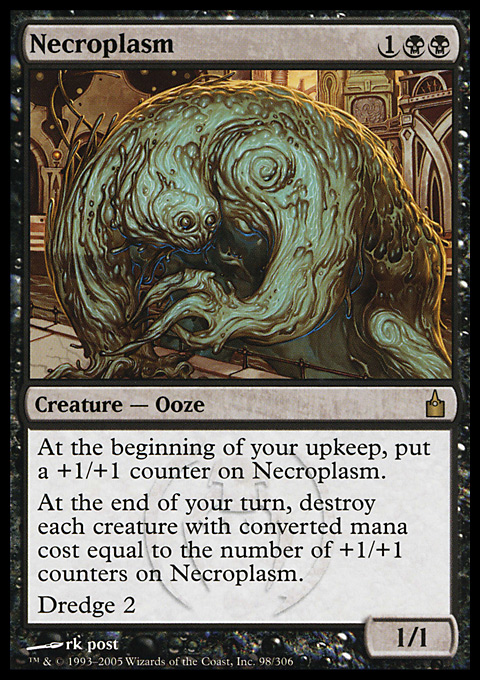 Necroplasm 1
Creature — Ooze
At the beginning of your upkeep, put
a +1/+1 counter on Necroplasm.
At the end of your turn, destroy
each creature with converted mana
cost equal to the number of +1/+1
counters on Necroplasm.
Dredge 2
rk post
1/1
™ & © 1993–2005 Wizards of the Coast, Inc. 98/306